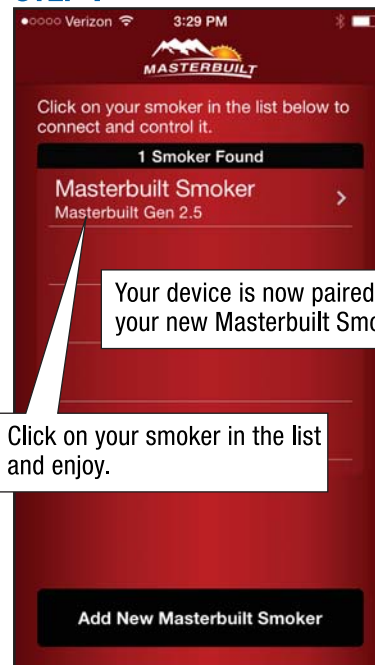 Verizon 3:29 PM
MASTERBUILT
Click on your smoker in the list below to
connect and control it.
1 Smoker Found
Masterbuilt Smoker
Masterbuilt Gen 2.5
Your device is now paired
your new Masterbuilt Smo
Click on your smoker in the list
and enjoy.
Add New Masterbuilt Smoker